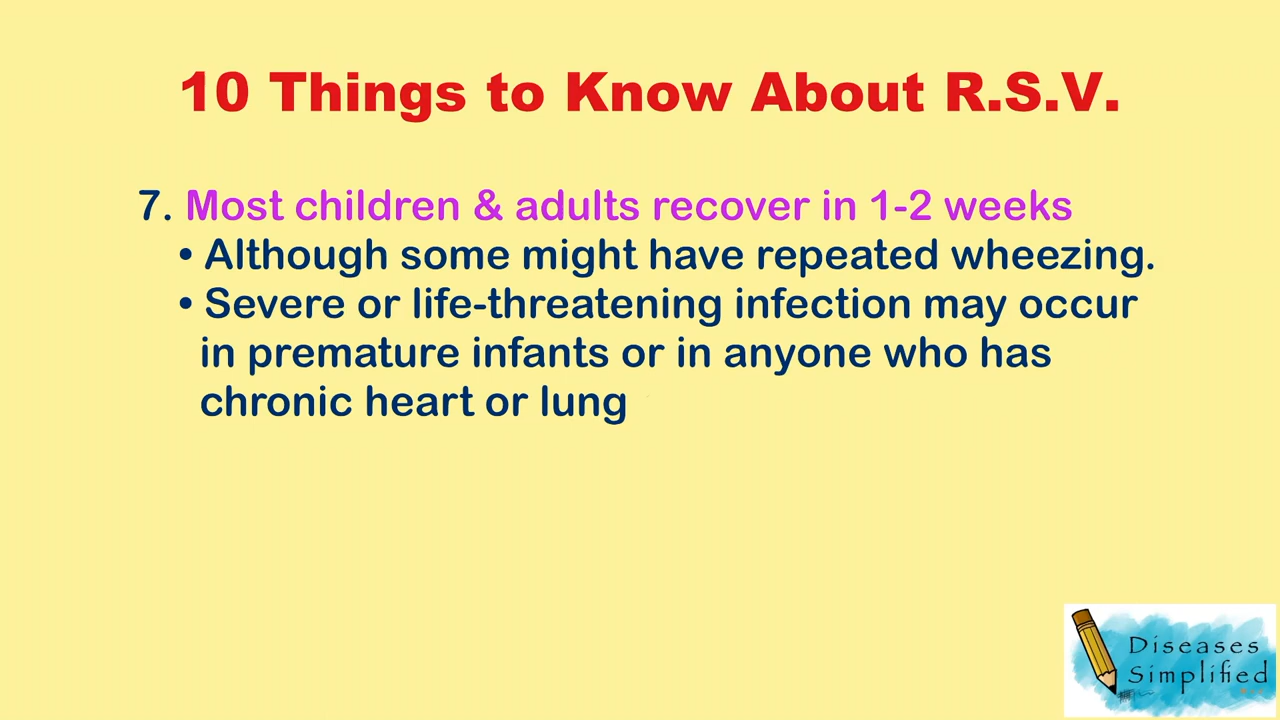 10 Things to Know About R.S.V.
7. Most children & adults recover in 1-2 weeks
• Although some might have repeated wheezing.
• Severe or life-threatening infection may occur
in premature infants or in anyone who has
chronic heart or lung
Diseases
Simplified